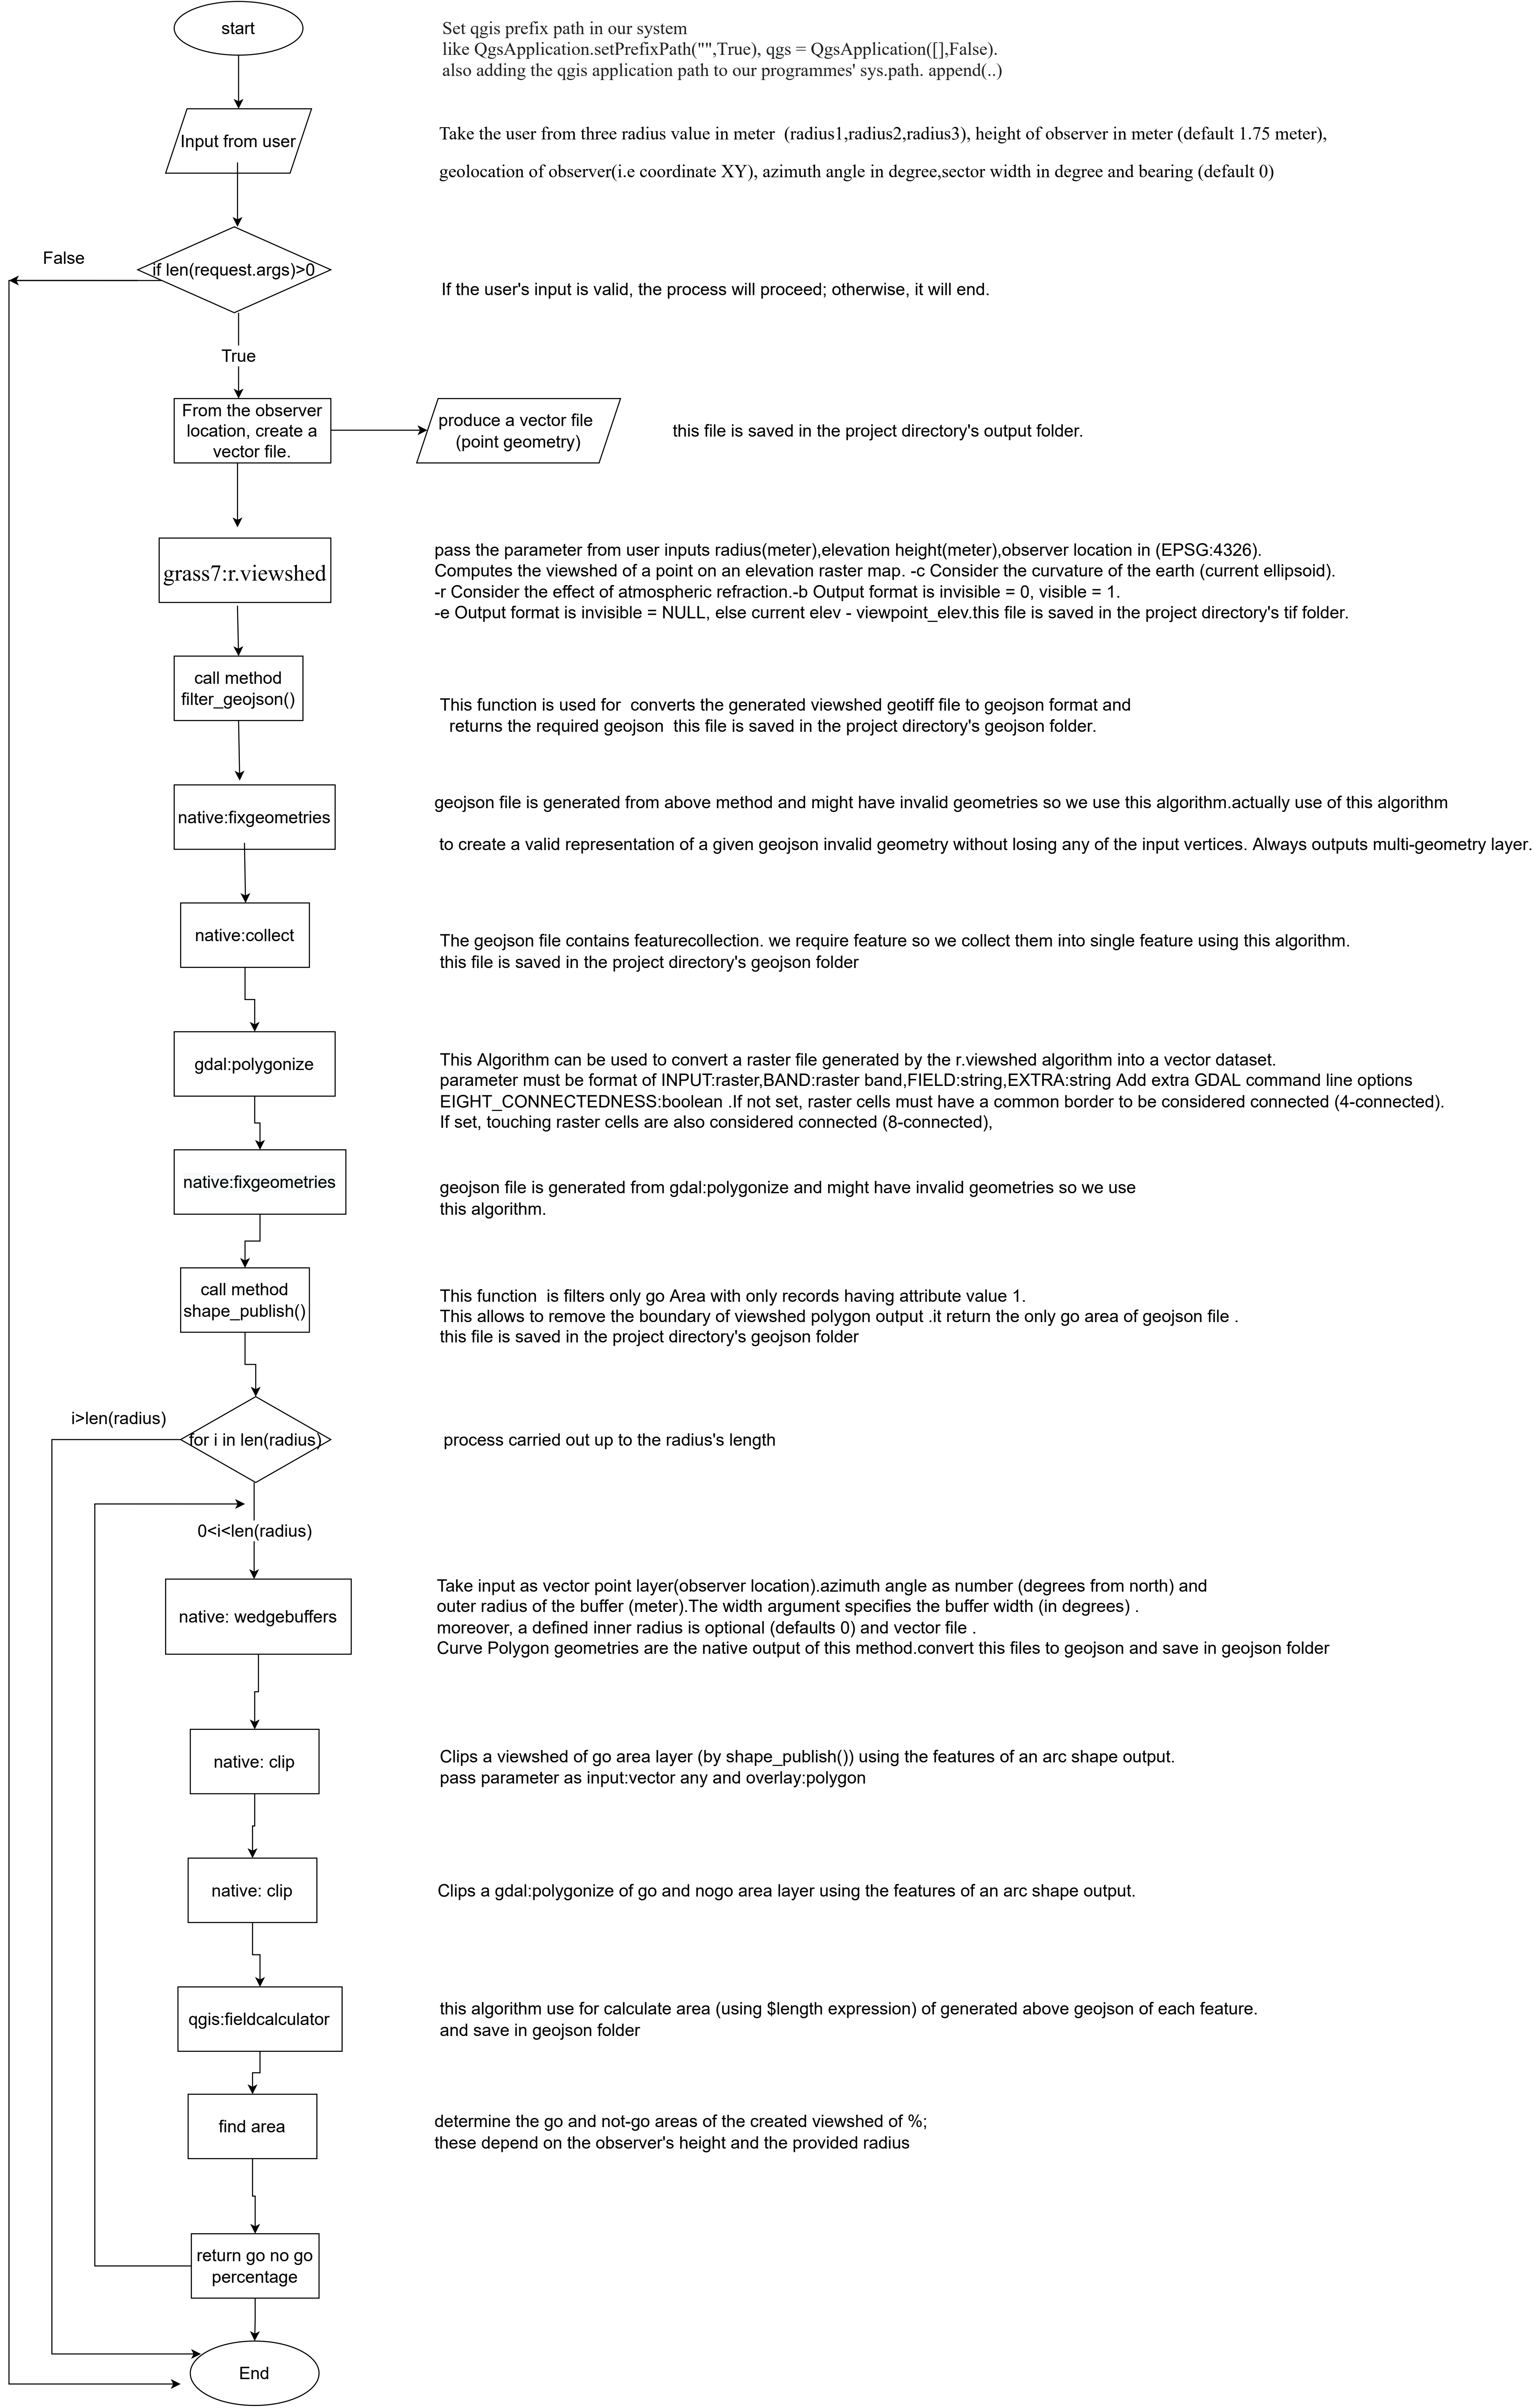 start
Set qgis prefix path in our system
like QgsApplication.setPrefixPath("",True), qgs = QgsApplication([],False).
also adding the qgis application path to our programmes' sys.path. append(..)
Input from user
Take the user from three radius value in meter (radius1,radius2,radius3), height of observer in meter (default 1.75 meter),
geolocation of observer(i.e coordinate XY), azimuth angle in degree,sector width in degree and bearing (default 0)
False
if len(request.args)>0
If the user's input is valid, the process will proceed; otherwise, it will end.
True
From the observer
location, create a
vector file.
produce a vector file
(point geometry)
this file is saved in the project directory's output folder.
grass7:r.viewshed
pass the parameter from user inputs radius(meter),elevation height(meter),observer location in (EPSG:4326).
Computes the viewshed of a point on an elevation raster map. -c Consider the curvature of the earth (current ellipsoid).
-r Consider the effect of atmospheric refraction.-b Output format is invisible = 0, visible = 1.
-e Output format is invisible = NULL, else current elev - viewpoint_elev.this file is saved in the project directory's tif folder.
call method
filter_geojson()
This function is used for converts the generated viewshed geotiff file to geojson format and
returns the required geojson this file is saved in the project directory's geojson folder.
native:fixgeometries
geojson file is generated from above method and might have invalid geometries so we use this algorithm.actually use of this algorithm
to create a valid representation of a given geojson invalid geometry without losing any of the input vertices. Always outputs multi-geometry layer.
native:collect
The geojson file contains featurecollection. we require feature so we collect them into single feature using this algorithm.
this file is saved in the project directory's geojson folder
gdal:polygonize
This Algorithm can be used to convert a raster file generated by the r.viewshed algorithm into a vector dataset.
parameter must be format of INPUT:raster,BAND:raster band,FIELD:string,EXTRA:string Add extra GDAL command line options
EIGHT_CONNECTEDNESS:boolean .If not set, raster cells must have a common border to be considered connected (4-connected).
If set, touching raster cells are also considered connected (8-connected),
native:fixgeometries
geojson file is generated from gdal:polygonize and might have invalid geometries so we use
this algorithm.
call method
shape_publish()
This function is filters only go Area with only records having attribute value 1.
This allows to remove the boundary of viewshed polygon output .it return the only go area of geojson file .
this file is saved in the project directory's geojson folder
i>len(radius)
for i in len(radius)
process carried out up to the radius's length
0<i<len(radius)
native: wedgebuffers
Take input as vector point layer(observer location).azimuth angle as number (degrees from north) and
outer radius of the buffer (meter).The width argument specifies the buffer width (in degrees) .
moreover, a defined inner radius is optional (defaults 0) and vector file .
Curve Polygon geometries are the native output of this method.convert this files to geojson and save in geojson folder
native: clip
Clips a viewshed of go area layer (by shape_publish()) using the features of an arc shape output.
pass parameter as input:vector any and overlay:polygon
native: clip
Clips a gdal:polygonize of go and nogo area layer using the features of an arc shape output.
qgis:fieldcalculator
this algorithm use for calculate area (using $length expression) of generated above geojson of each feature.
and save in geojson folder
find area
determine the go and not-go areas of the created viewshed of %;
these depend on the observer's height and the provided radius
return go no go
percentage
End